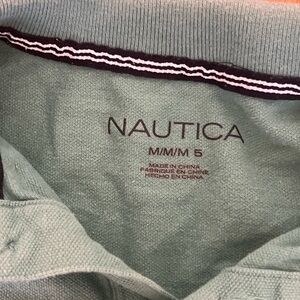 NAUTICA
M/M/M 5
MADE IN CHINA
FABRIQUÉ EN CHINE
HECHO EN CHINA